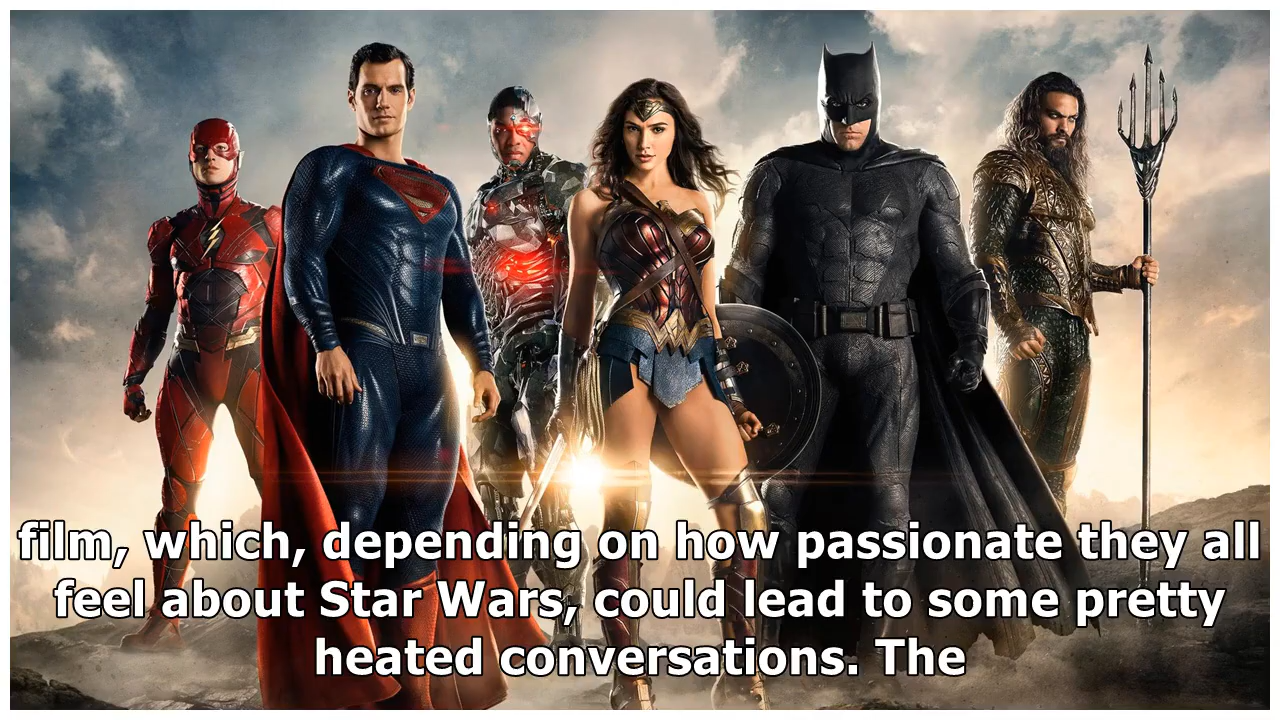 film, which, depending on how passionate they all
feel about Star Wars, could lead to some pretty
heated conversations. The